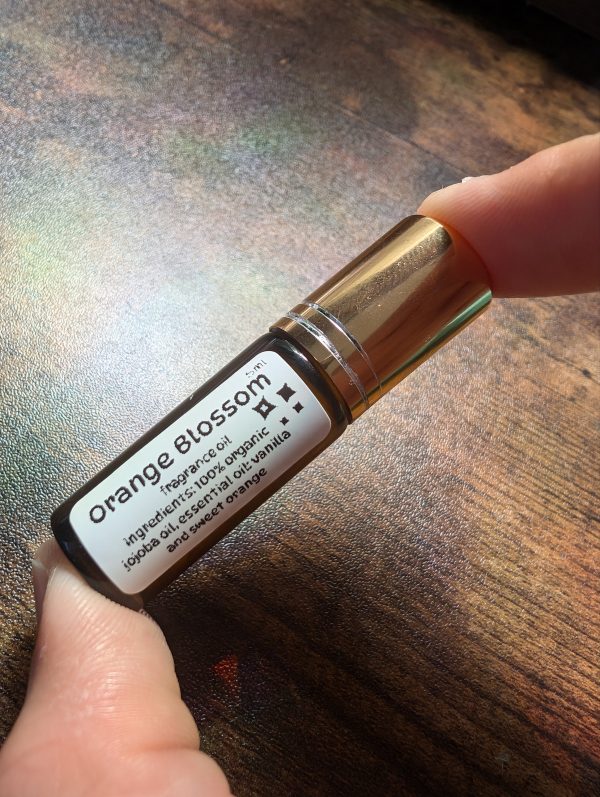 5ml
Orange Blossom
fragrance oil
ingredients: 100% organic
jojoba oil, essential oil: vanilla
and sweet orange